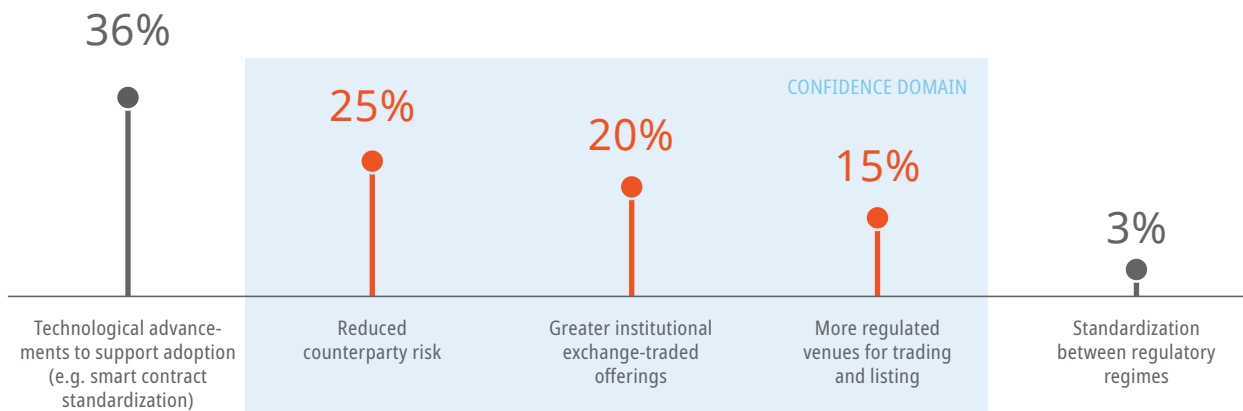 36%
CONFIDENCE DOMAIN
25%
20%
15%
3%
Technological advance-
ments to support adoption
(e.g. smart contract
standardization)
Reduced
counterparty risk
Greater institutional
exchange-traded
offerings
More regulated
venues for trading
and listing
Standardization
between regulatory
regimes